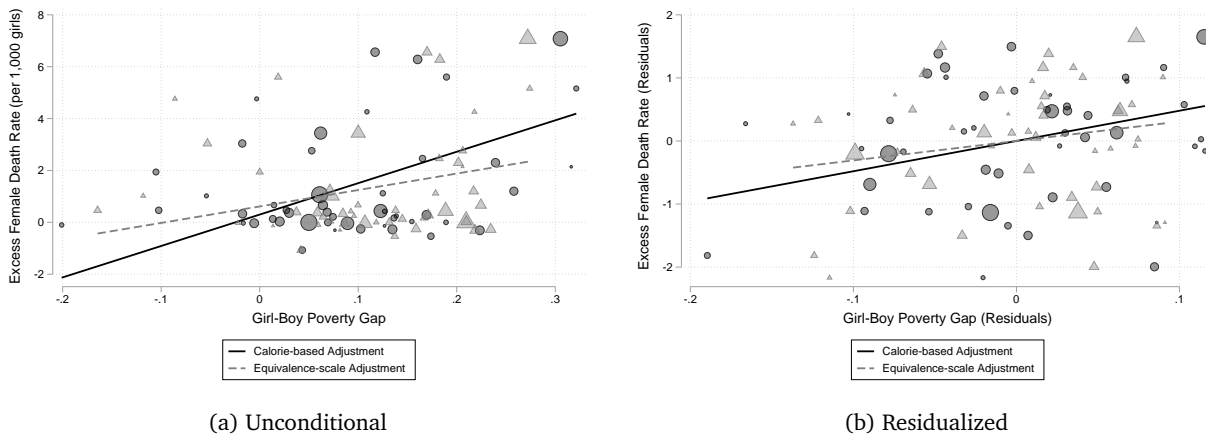 Excess Female Death Rate (per 1,000 girls)
8
6
4
2
0
-2
-.2
-.1
0
.1
.2
.3
Girl-Boy Poverty Gap
Calorie-based Adjustment
Equivalence-scale Adjustment
(a) Unconditional
Excess Female Death Rate (Residuals)
2
1
0
-1
-2
-.2
-.1
0
.1
Girl-Boy Poverty Gap (Residuals)
Calorie-based Adjustment
Equivalence-scale Adjustment
(b) Residualized